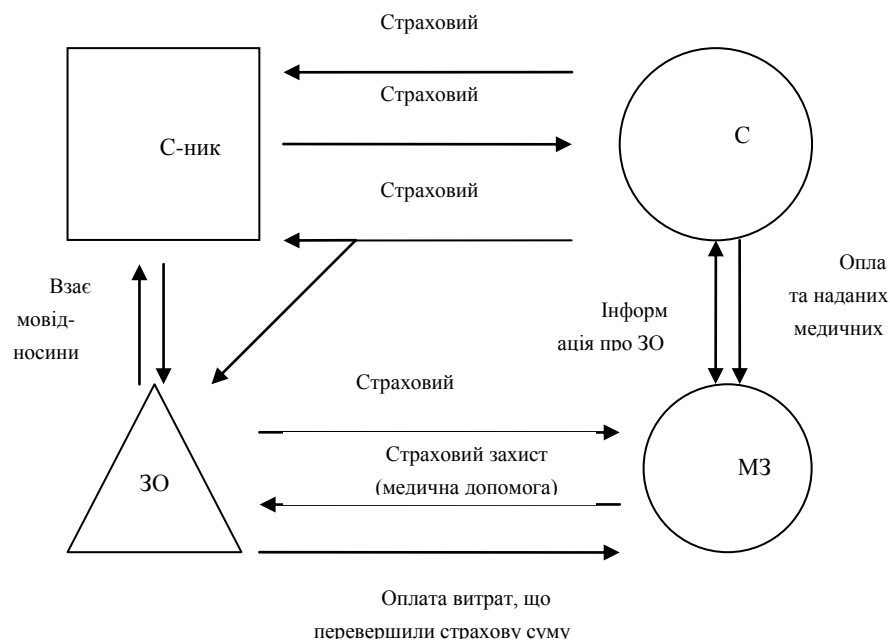 Страховий
Страховий
С-ник
С
Страховий
Взає
мовід-
носини
Інформ
ація про ЗО
Опла
та наданих
медичних
Страховий
ЗО
Страховий захист
(медична допомога)
МЗ
Оплата витрат, що
перевершили страхову суму